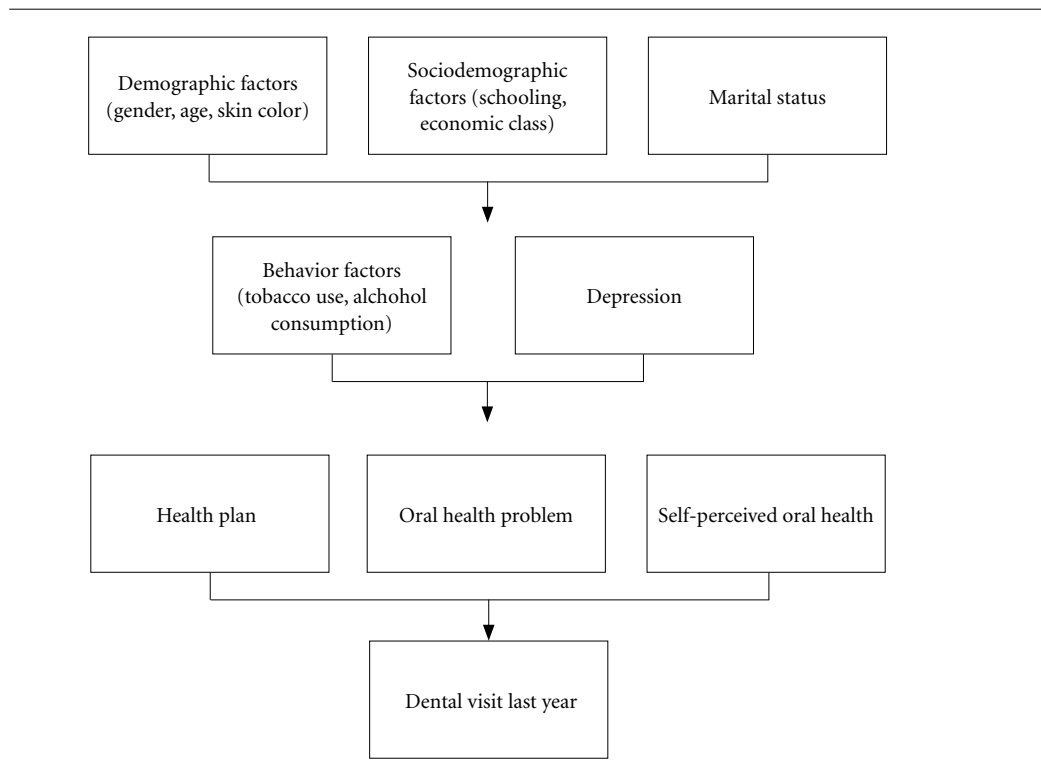 Demographic factors
(gender, age, skin color)
Sociodemographic
factors (schooling,
economic class)
Marital status
Behavior factors
(tobacco use, alchohol
consumption)
Depression
Health plan
Oral health problem
Self-perceived oral health
Dental visit last year